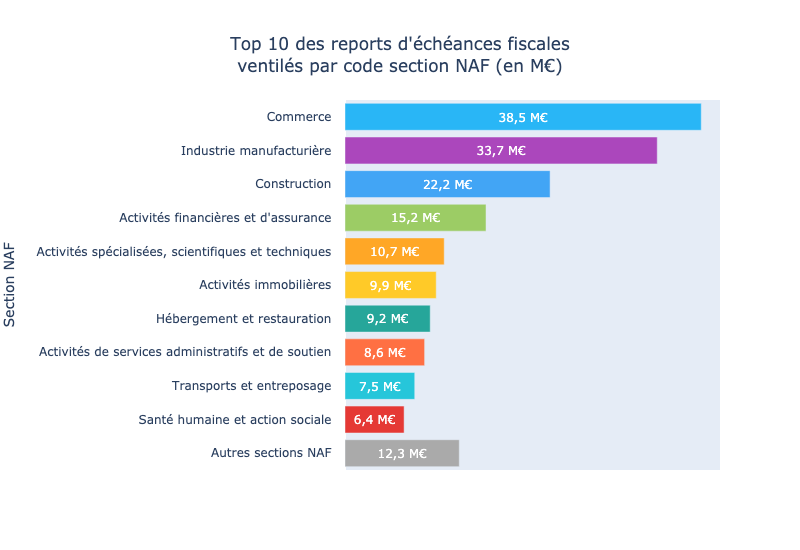 Top 10 des reports d'échéances fiscales
ventilés par code section NAF (en M€)
Section NAF
Commerce 38,5 M€
Industrie manufacturière 33,7 M€
Construction 22,2 M€
Activités financières et d'assurance 15,2 M€
Activités spécialisées, scientifiques et techniques 10,7 M€
Activités immobilières 9,9 M€
Hébergement et restauration 9,2 M€
Activités de services administratifs et de soutien 8,6 M€
Transports et entreposage 7,5 M€
Santé humaine et action sociale 6,4 M€
Autres sections NAF 12,3 M€